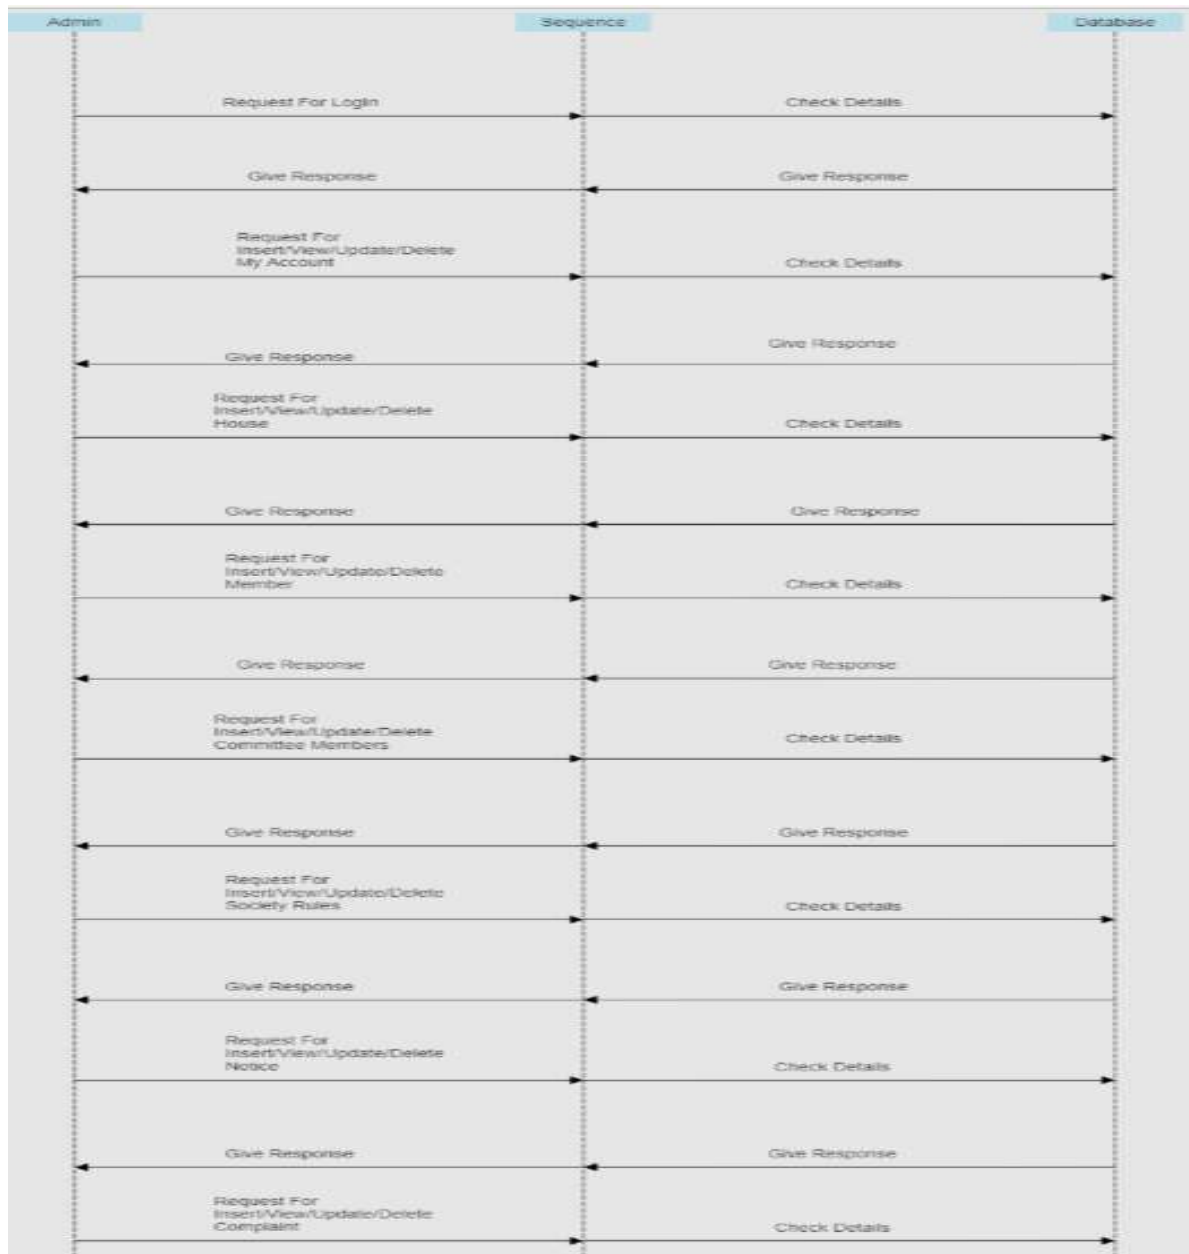 Admin
Sequence
Database
Request For Login
Check Details
Give Response
Give Response
Request For
Insert/View/Update/Delete
My Account
Check Details
Give Response
Give Response
Request For
Insert/View/Update/Delete
House
Check Details
Give Response
Give Response
Request For
Insert/View/Update/Delete
Member
Check Details
Give Response
Give Response
Request For
Insert/View/Update/Delete
Committee Members
Check Details
Give Response
Give Response
Request For
Insert/View/Update/Delete
Society Rules
Check Details
Give Response
Give Response
Request For
Insert/View/Update/Delete
Notice
Check Details
Give Response
Give Response
Request For
Insert/View/Update/Delete
Complaint
Check Details